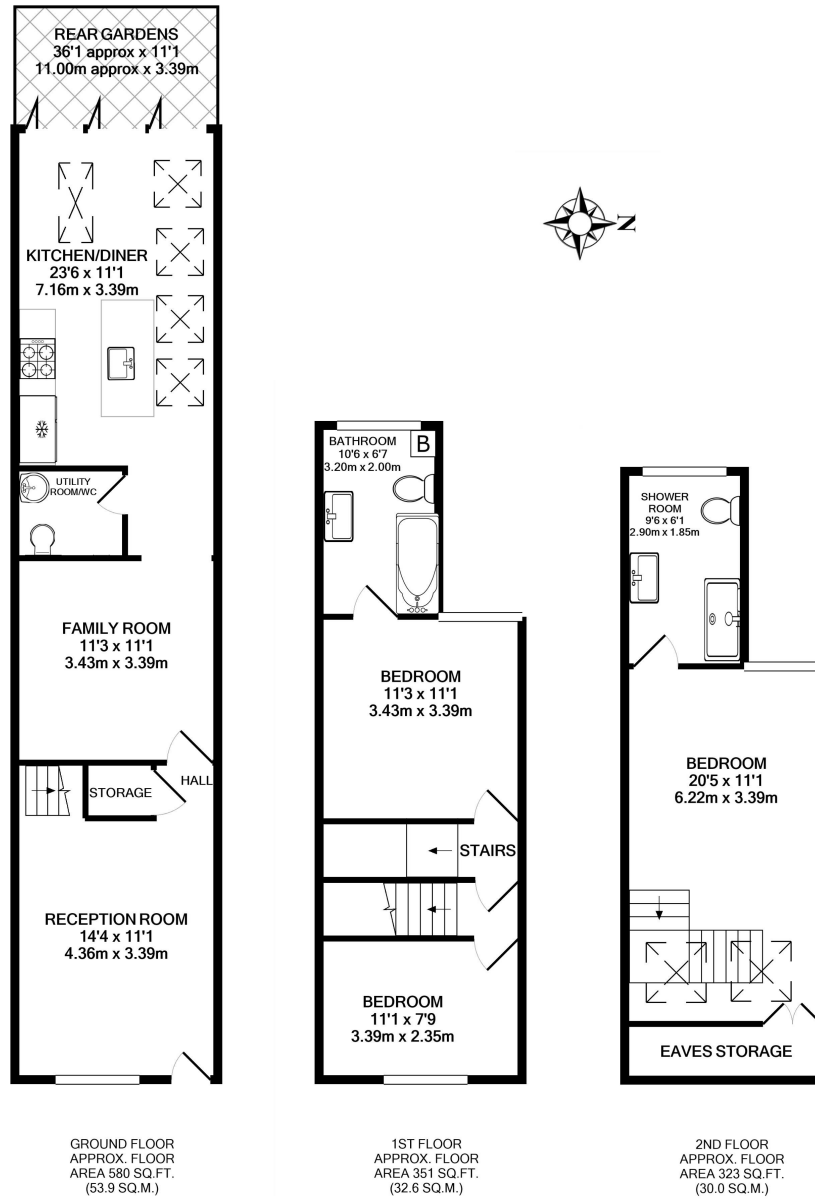 REAR GARDENS
36'1 approx x 11'1
11.00m approx x 3.39m
KITCHEN/DINER
23'6 x 11'1
7.16m x 3.39m
UTILITY
ROOM/WC
FAMILY ROOM
11'3 x 11'1
3.43m x 3.39m
HALL
STORAGE
RECEPTION ROOM
14'4 x 11'1
4.36m x 3.39m
GROUND FLOOR
APPROX. FLOOR
AREA 580 SQ.FT.
(53.9 SQ.M.)
N
BATHROOM
10'6 x 6'7
3.20m x 2.00m
B
BEDROOM
11'3 x 11'1
3.43m x 3.39m
STAIRS
BEDROOM
11'1 x 7'9
3.39m x 2.35m
1ST FLOOR
APPROX. FLOOR
AREA 351 SQ.FT.
(32.6 SQ.M.)
SHOWER
ROOM
9'6 x 6'1
2.90m x 1.85m
BEDROOM
20'5 x 11'1
6.22m x 3.39m
EAVES STORAGE
2ND FLOOR
APPROX. FLOOR
AREA 323 SQ.FT.
(30.0 SQ.M.)